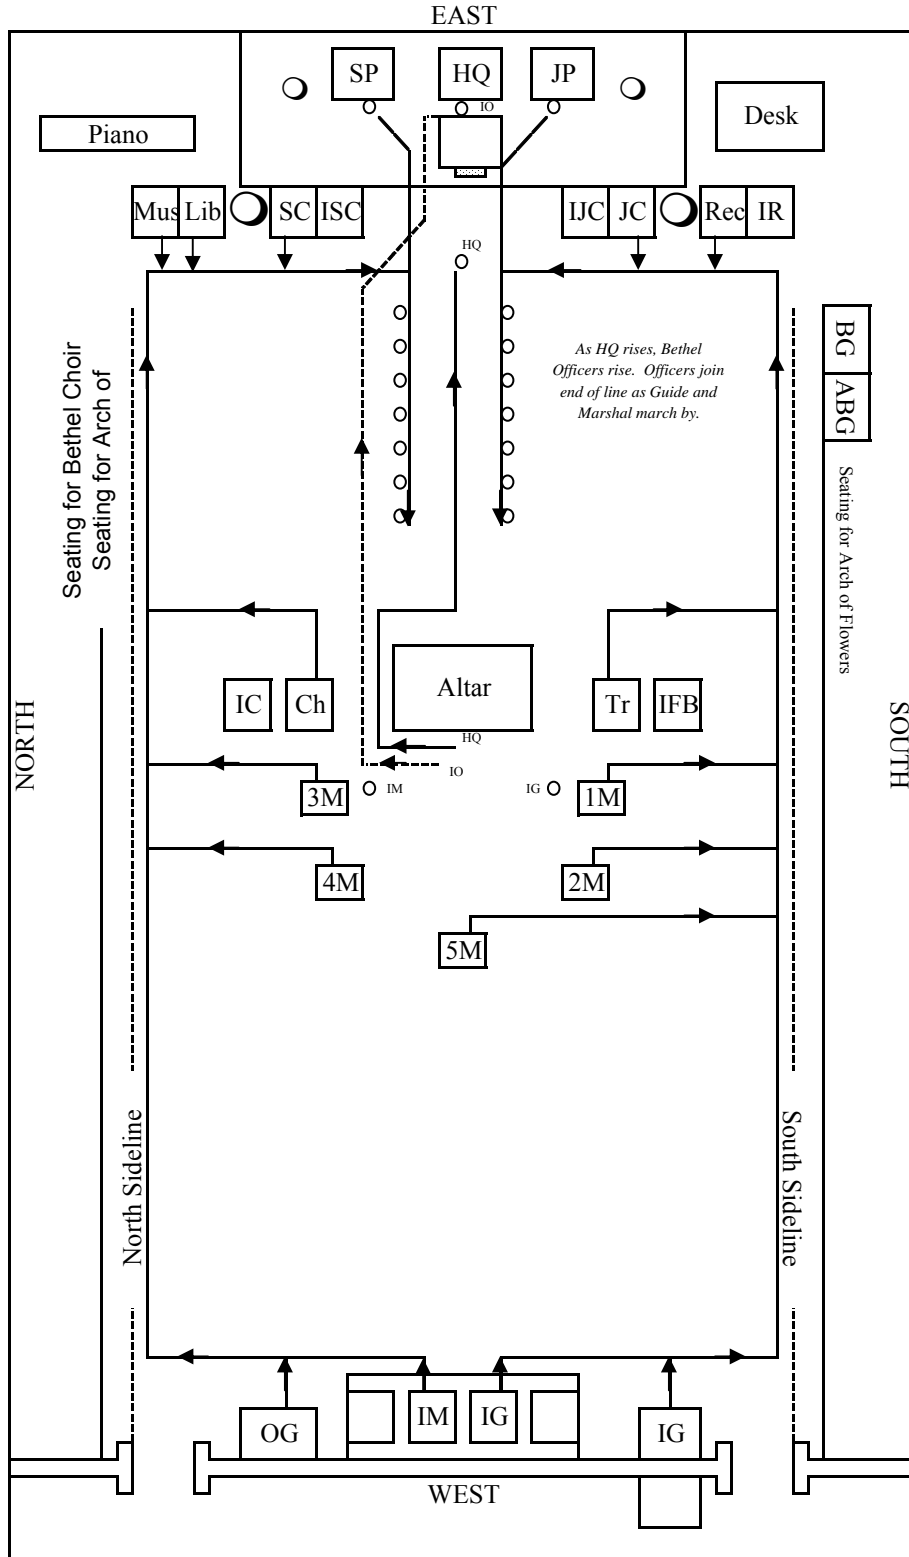 EAST
SP
HQ
JP
IO
Piano
Desk
Mus
Lib
SC
ISC
IJC
JC
Rec
IR
HQ
BG
ABG
As HQ rises, Bethel
Officers rise.  Officers join
end of line as Guide and
Marshal march by.
Seating for Bethel Choir
Seating for Arch of
Seating for Arch of Flowers
IC
Ch
Altar
Tr
IFB
NORTH
SOUTH
HQ
IO
3M
IM
IG
1M
4M
2M
5M
North Sideline
South Sideline
OG
IM
IG
IG
WEST